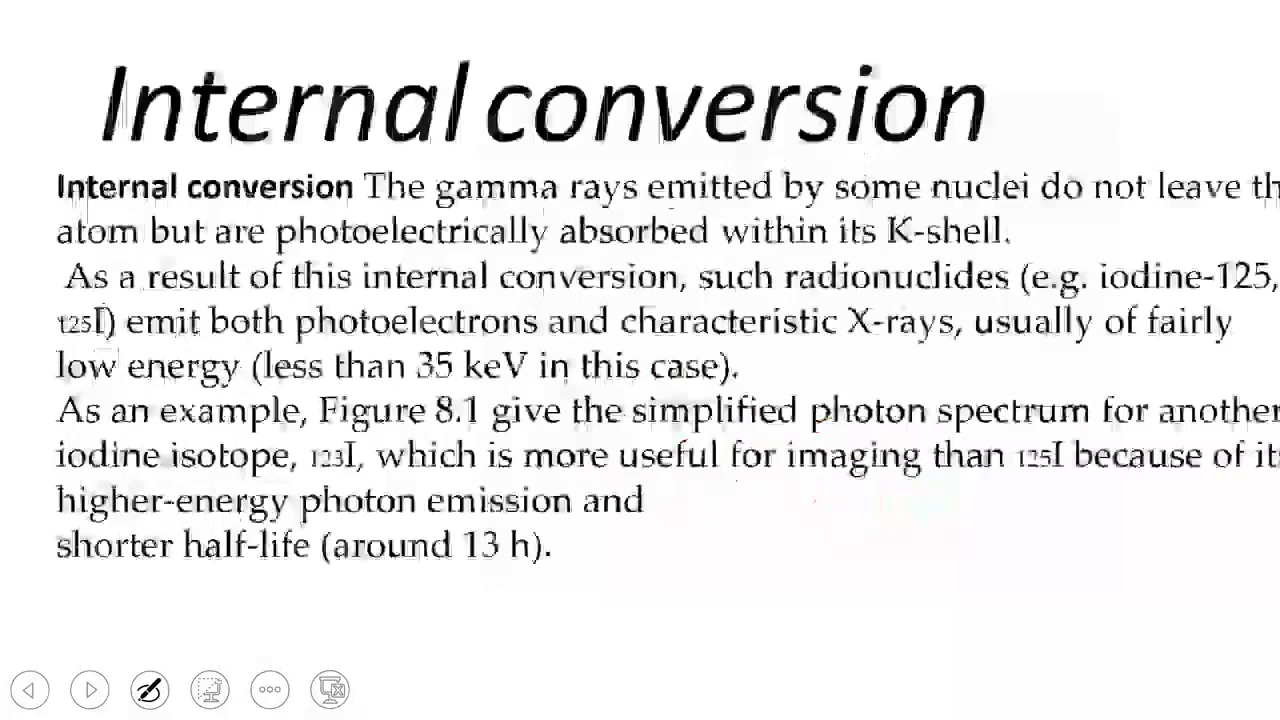 Internal conversion
Internal conversion The gamma rays emitted by some nuclei do not leave th
atom but are photoelectrically absorbed within its K-shell.
As a result of this internal conversion, such radionuclides (e.g. iodine-125,
125I) emit both photoelectrons and characteristic X-rays, usually of fairly
low energy (less than 35 keV in this case).
As an example, Figure 8.1 give the simplified photon spectrum for another
iodine isotope, 123I, which is more useful for imaging than 125I because of its
higher-energy photon emission and
shorter half-life (around 13 h).